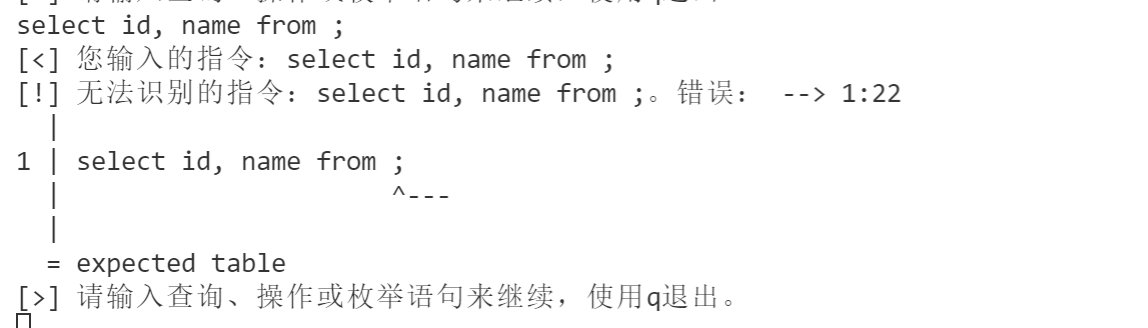 select id, name from ;
[<] 您输入的指令：select id, name from ;
[!] 无法识别的指令：select id, name from ;。错误：  --> 1:22
  |
1 | select id, name from ;
  |                      ^---
  |
  = expected table
[>] 请输入查询、操作或枚举语句来继续，使用q退出。